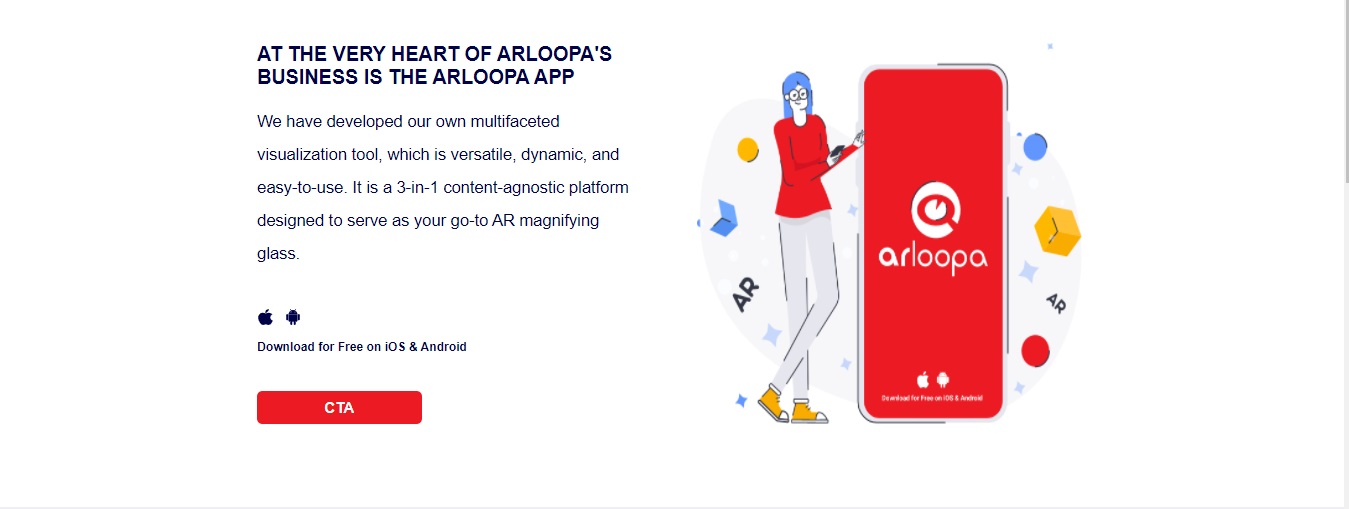 AT THE VERY HEART OF ARLOOPA'S
BUSINESS IS THE ARLOOPA APP
We have developed our own multifaceted
visualization tool, which is versatile, dynamic, and
easy-to-use. It is a 3-in-1 content-agnostic platform
designed to serve as your go-to AR magnifying
glass.
Download for Free on iOS & Android
CTA
AR
arloopa
AR
Download for Free on iOS & Android